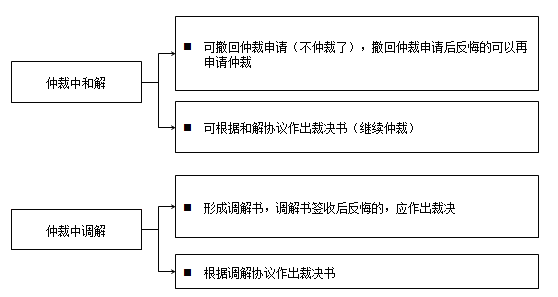 仲裁中和解
■ 可撤回仲裁申请（不仲裁了），撤回仲裁申请后反悔的可以再
申请仲裁
■ 可根据和解协议作出裁决书（继续仲裁）
仲裁中调解
■ 形成调解书，调解书签收后反悔的，应作出裁决
■ 根据调解协议作出裁决书